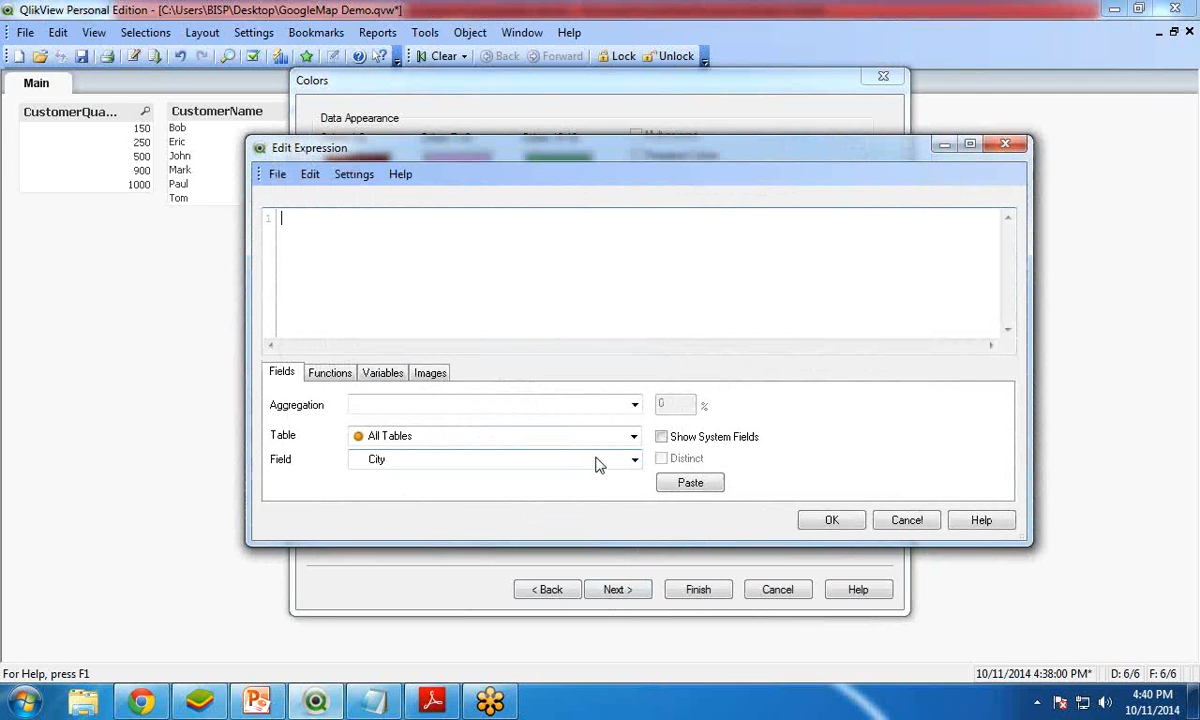 QlikView Personal Edition - [C:\Users\BISP\Desktop\GoogleMap Demo.qvw*]
File Edit View Selections Layout Settings Bookmarks Reports Tools Object Window Help
Clear Back Forward Lock Unlock
Main
Colors
CustomerQua... CustomerName
Data Appearance
150 Bob
250 Eric
500 John
900 Mark
1000 Paul
Tom
Edit Expression
File Edit Settings Help
1
Fields Functions Variables Images
Aggregation 0 %
Table All Tables Show System Fields
Field City Distinct
Paste
OK Cancel Help
< Back Next > Finish Cancel Help
For Help, press F1 10/11/2014 4:38:00 PM* D: 6/6 F: 6/6
4:40 PM
10/11/2014